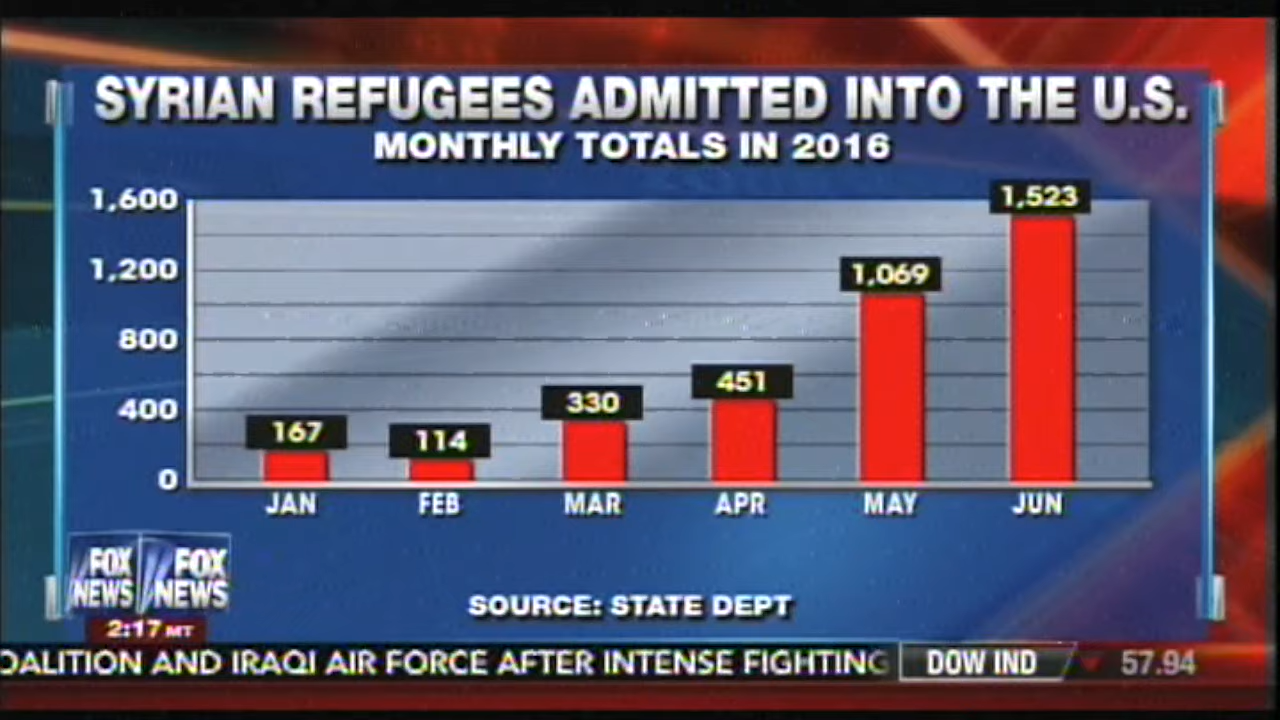 SYRIAN REFUGEES ADMITTED INTO THE U.S.
MONTHLY TOTALS IN 2016
1,600
1,200
800
400
0
167
114
330
451
1,069
1,523
JAN FEB MAR APR MAY JUN
FOX NEWS FOX NEWS
2:17 MT
SOURCE: STATE DEPT
OALITION AND IRAQI AIR FORCE AFTER INTENSE FIGHTING
DOW IND 57.94